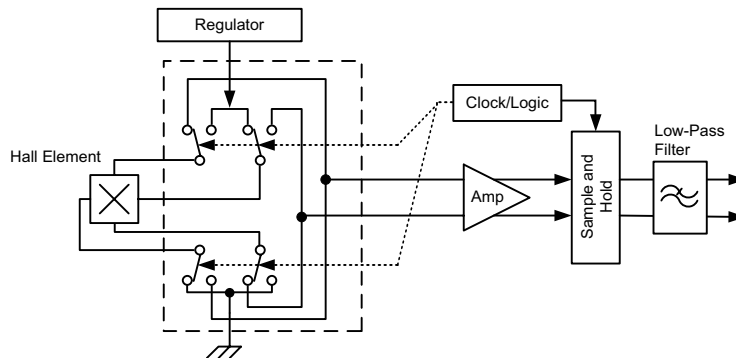 Regulator
Clock/Logic
Hall Element
Low-Pass
Filter
Amp
Sample and
Hold